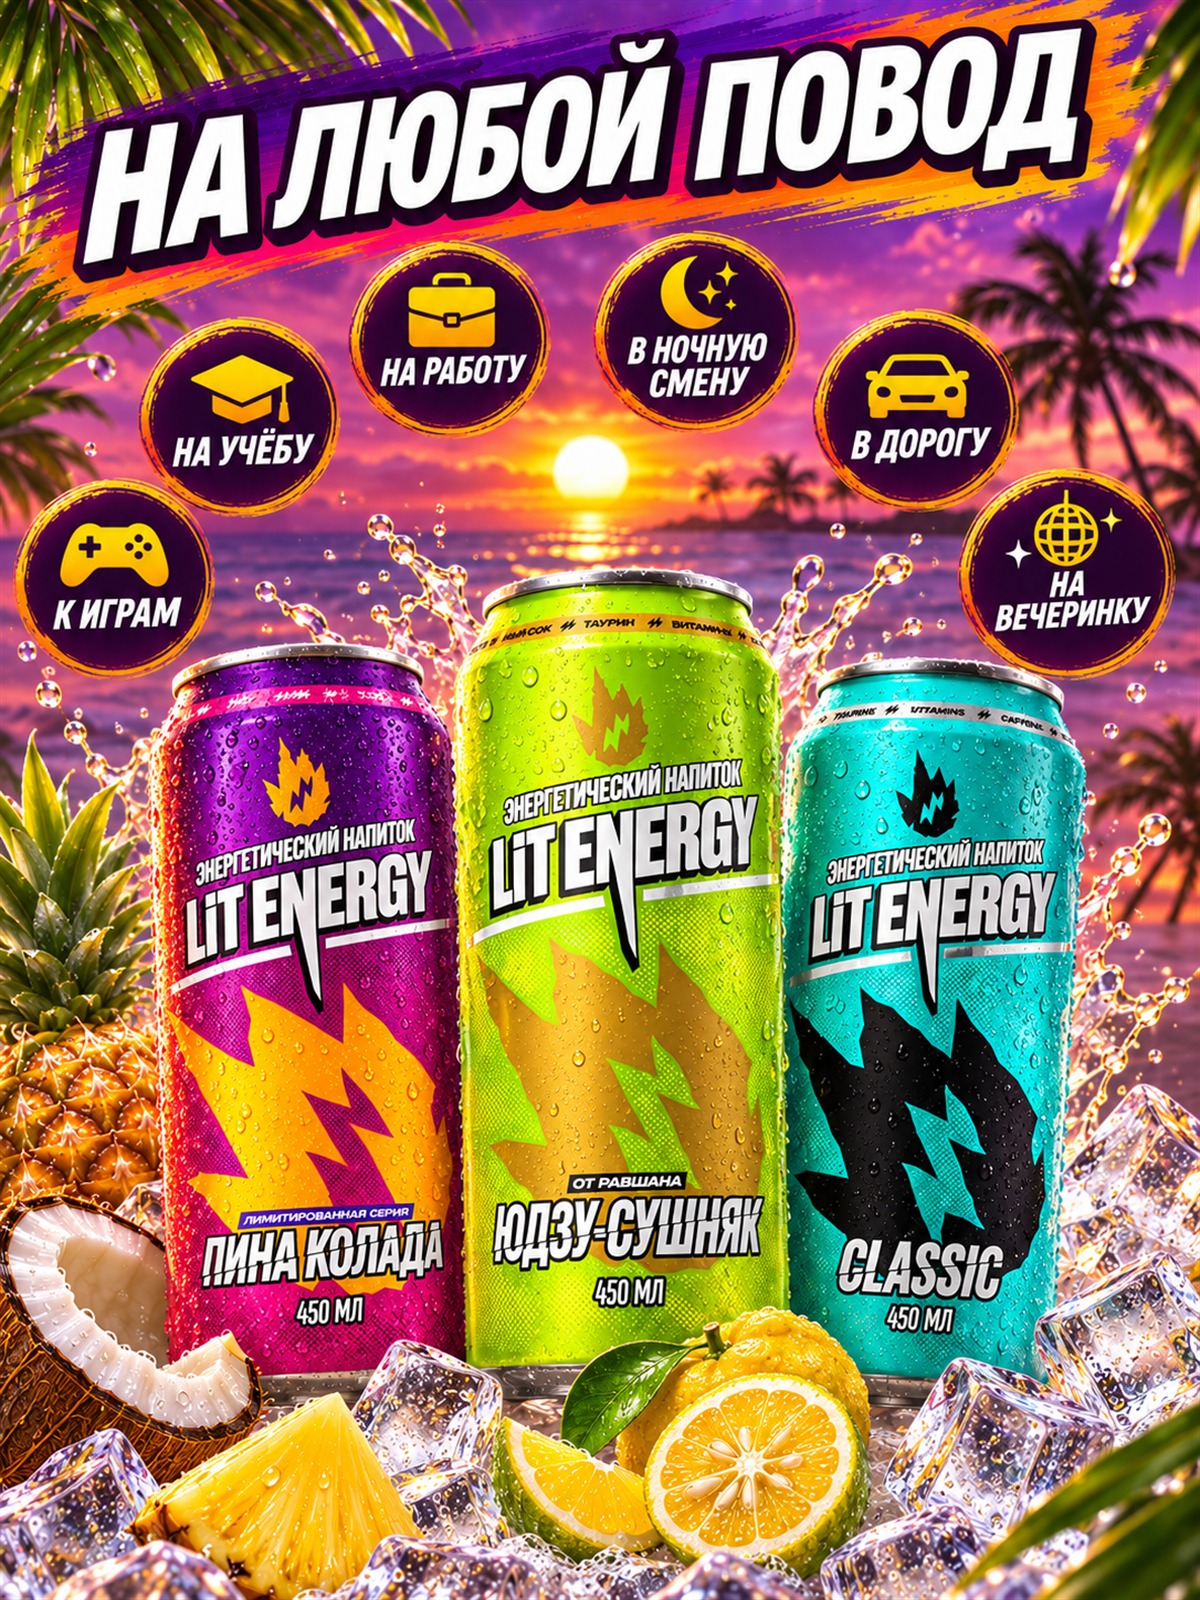 НА ЛЮБОЙ ПОВОД
К ИГРАМ
НА УЧЁБУ
НА РАБОТУ
В НОЧНУЮ
СМЕНУ
В ДОРОГУ
НА
ВЕЧЕРИНКУ
ЭНЕРГЕТИЧЕСКИЙ НАПИТОК
LIT ENERGY
ЛИМИТИРОВАННАЯ СЕРИЯ
ПИНА КОЛАДА
450 МЛ
ТАУРИН ВИТАМИНЫ
ЭНЕРГЕТИЧЕСКИЙ НАПИТОК
LIT ENERGY
ОТ РАВШАНА
ЮДЗУ-СУШНЯК
450 МЛ
TAURINE VITAMINS CAFFEINE
ЭНЕРГЕТИЧЕСКИЙ НАПИТОК
LIT ENERGY
CLASSIC
450 МЛ